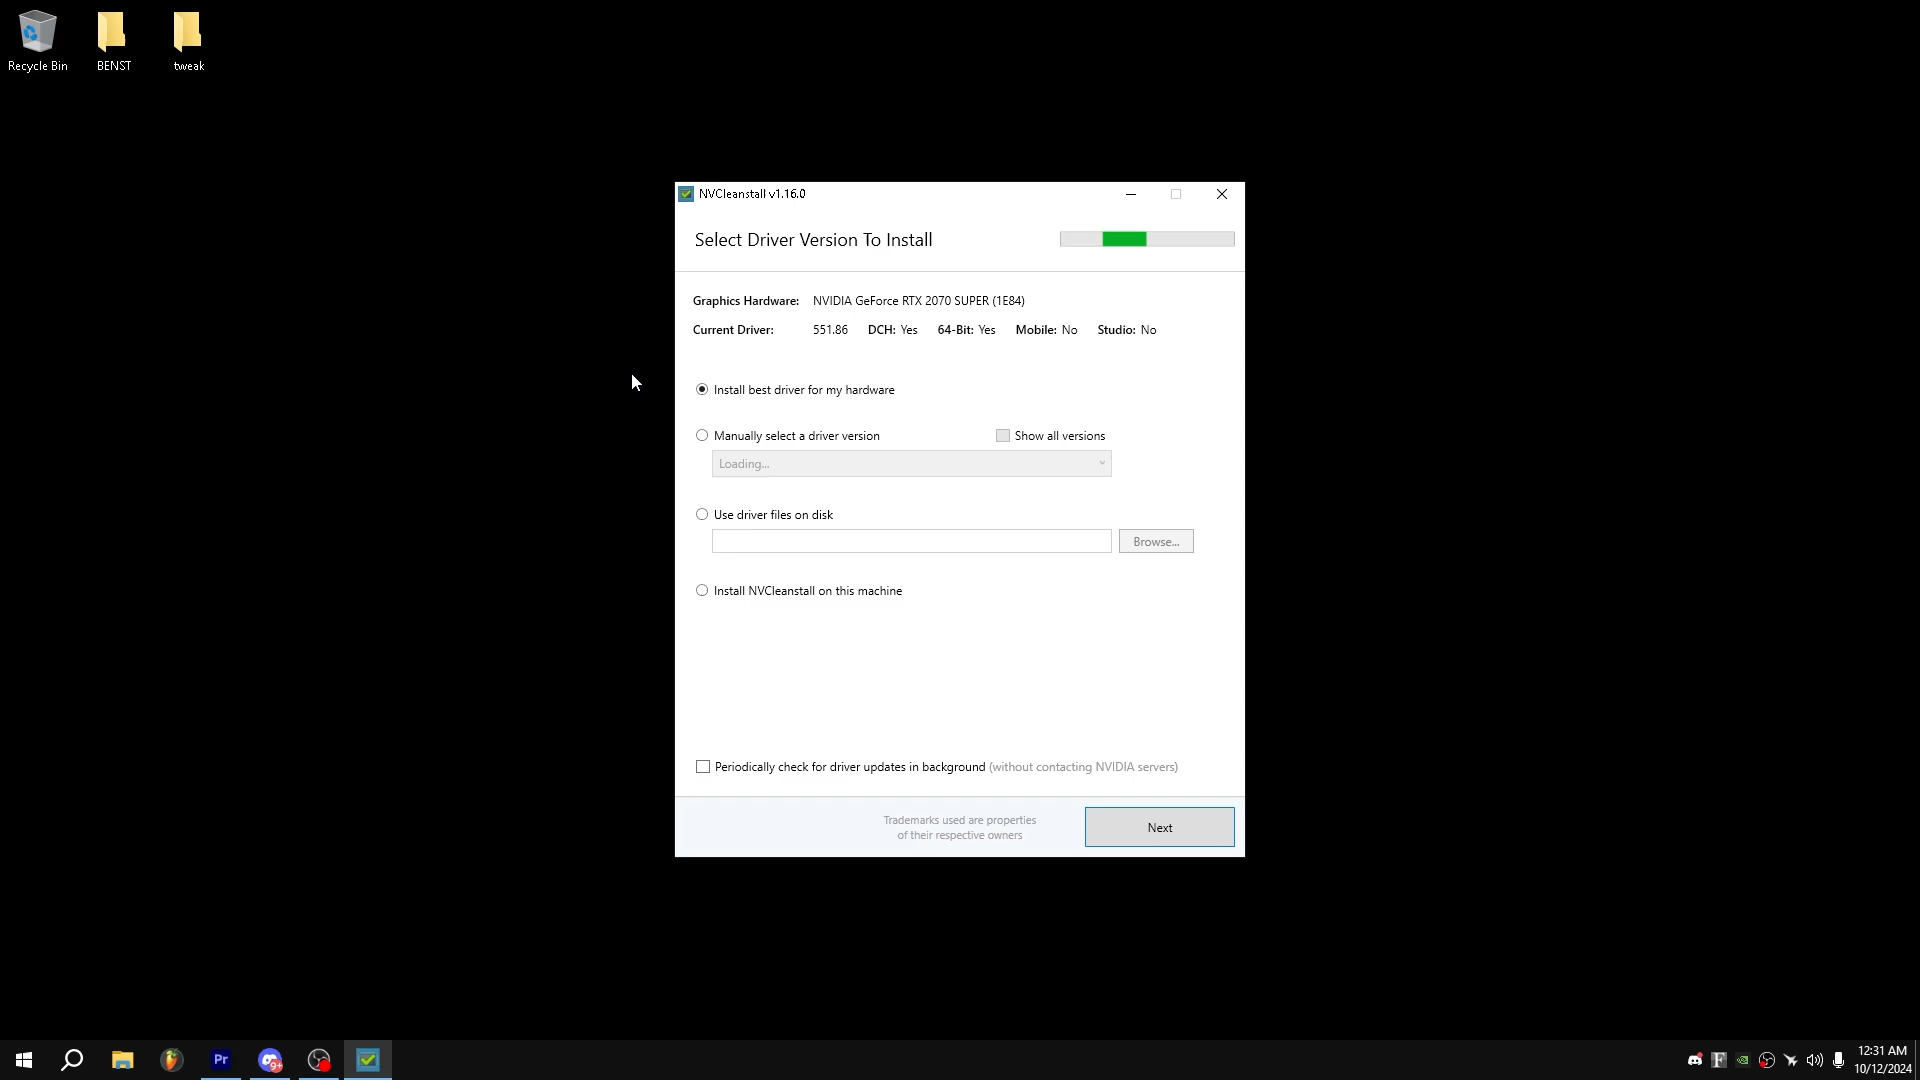 Recycle Bin
BENST
tweak
NVCleanstall v1.16.0
Select Driver Version To Install
Graphics Hardware: NVIDIA GeForce RTX 2070 SUPER (1E84)
Current Driver: 551.86 DCH: Yes 64-Bit: Yes Mobile: No Studio: No
Install best driver for my hardware
Manually select a driver version
Show all versions
Loading...
Use driver files on disk
Browse...
Install NVCleanstall on this machine
Periodically check for driver updates in background (without contacting NVIDIA servers)
Trademarks used are properties
of their respective owners
Next
Pr
9+
F
12:31 AM
10/12/2024